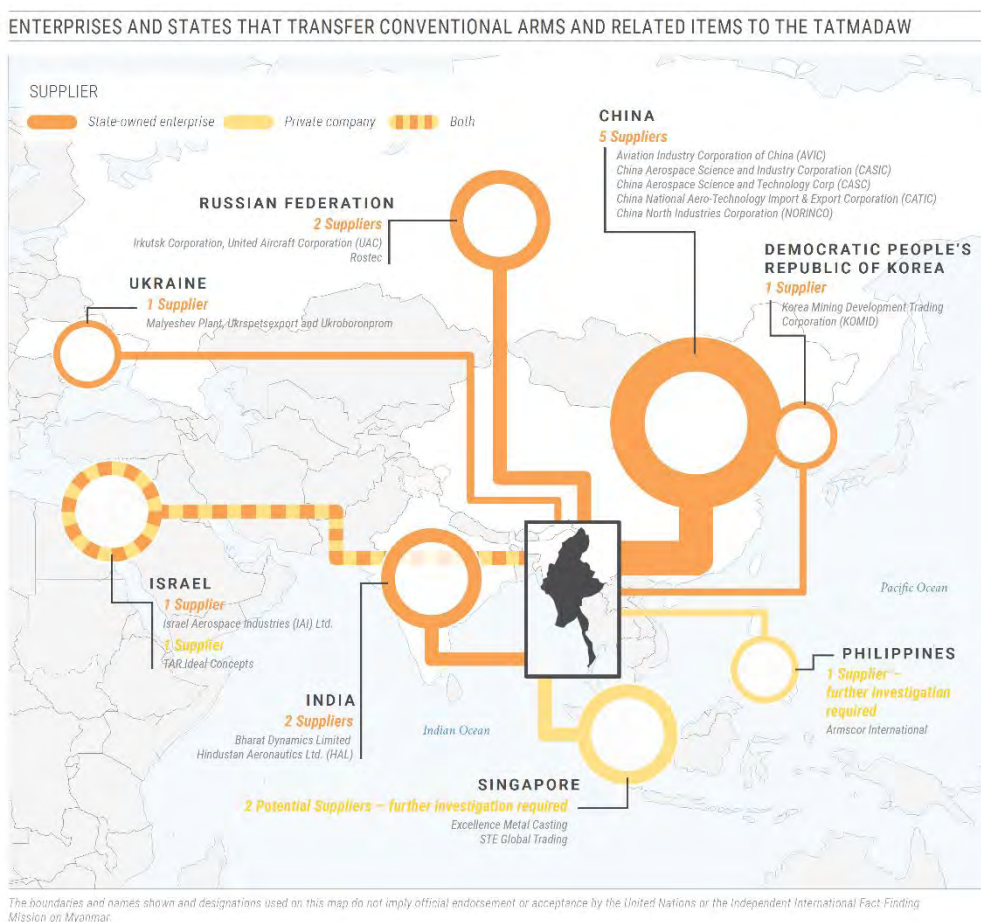 ENTERPRISES AND STATES THAT TRANSFER CONVENTIONAL ARMS AND RELATED ITEMS TO THE TATMADAW
SUPPLIER
State-owned enterprise
Private company
Both
CHINA
5 Suppliers
Aviation Industry Corporation of China (AVIC)
China Aerospace Science and Industry Corporation (CASIC)
China Aerospace Science and Technology Corp (CASC)
China National Aero-Technology Import & Export Corporation (CATIC)
China North Industries Corporation (NORINCO)
RUSSIAN FEDERATION
2 Suppliers
Irkutsk Corporation, United Aircraft Corporation (UAC)
Rostec
DEMOCRATIC PEOPLE'S
REPUBLIC OF KOREA
1 Supplier
Korea Mining Development Trading
Corporation (KOMID)
UKRAINE
1 Supplier
Malyeshev Plant, Ukrspetsexport and Ukroboronprom
ISRAEL
1 Supplier
Israel Aerospace Industries (IAI) Ltd.
1 Supplier
TAR Ideal Concepts
Pacific Ocean
PHILIPPINES
1 Supplier –
further investigation
required
Armscor International
INDIA
2 Suppliers
Bharat Dynamics Limited
Hindustan Aeronautics Ltd. (HAL)
Indian Ocean
SINGAPORE
2 Potential Suppliers – further investigation required
Excellence Metal Casting
STE Global Trading
The boundaries and names shown and designations used on this map do not imply official endorsement or acceptance by the United Nations or the Independent International Fact-Finding
Mission on Myanmar.